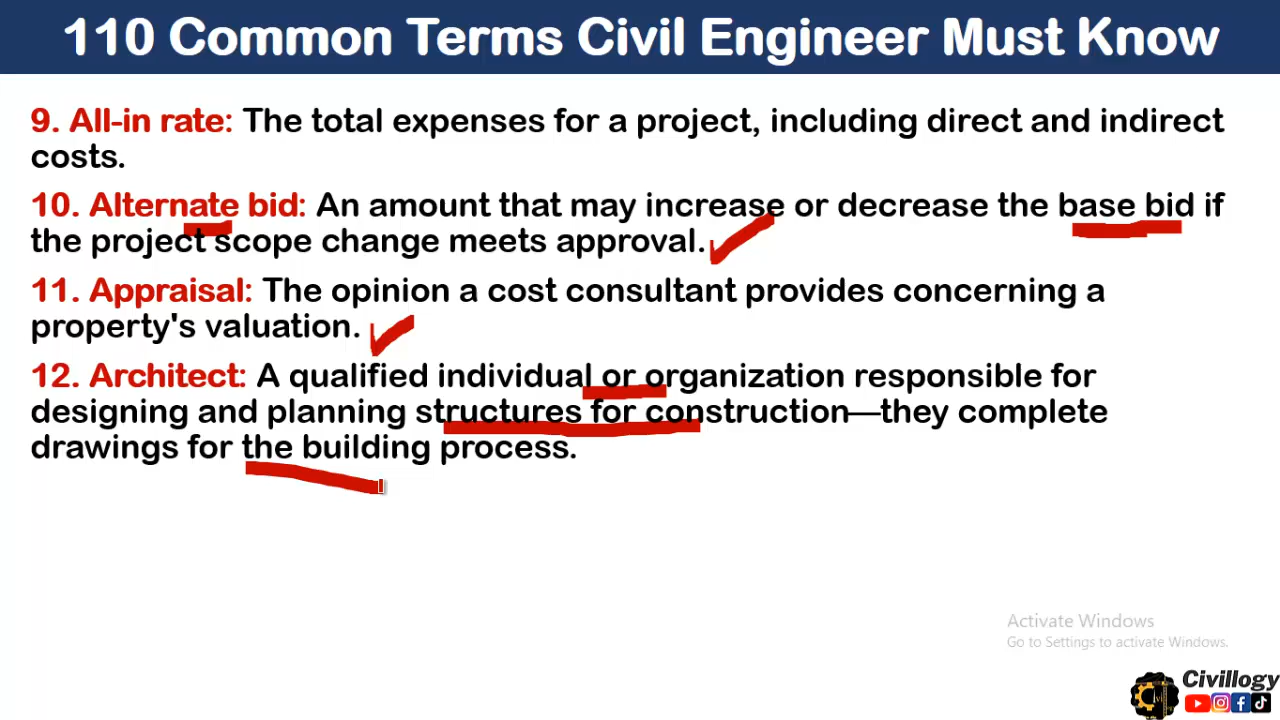 110 Common Terms Civil Engineer Must Know
9. All-in rate: The total expenses for a project, including direct and indirect
costs.
10. Alternate bid: An amount that may increase or decrease the base bid if
the project scope change meets approval.
11. Appraisal: The opinion a cost consultant provides concerning a
property's valuation.
12. Architect: A qualified individual or organization responsible for
designing and planning structures for construction—they complete
drawings for the building process.
Activate Windows
Go to Settings to activate Windows.
Civillogy